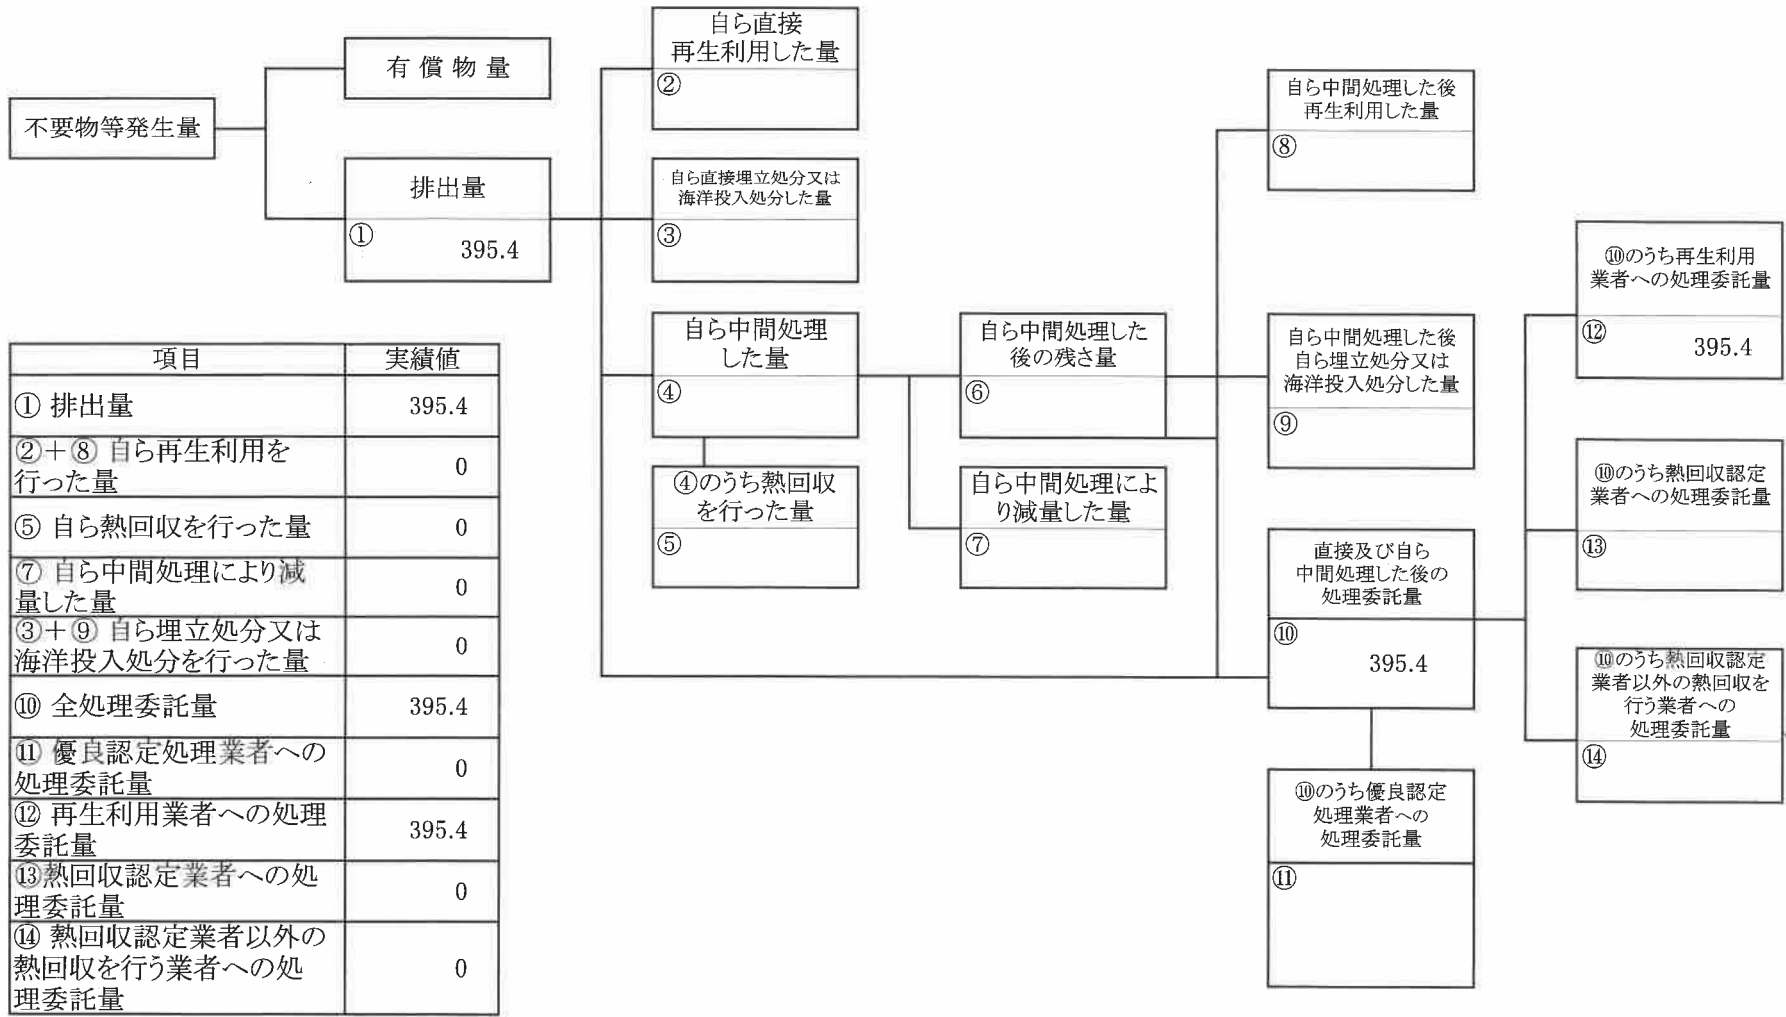 不要物等発生量
有償物量
排出量
①
395.4
自ら直接
再生利用した量
②
自ら直接埋立処分又は
海洋投入処分した量
③
自ら中間処理
した量
④
④のうち熱回収
を行った量
⑤
自ら中間処理した
後の残さ量
⑥
自ら中間処理によ
り減量した量
⑦
自ら中間処理した後
再生利用した量
⑧
自ら中間処理した後
自ら埋立処分又は
海洋投入処分した量
⑨
直接及び自ら
中間処理した後の
処理委託量
⑩
395.4
⑩のうち優良認定
処理業者への
処理委託量
⑪
⑩のうち再生利用
業者への処理委託量
⑫
395.4
⑩のうち熱回収認定
業者への処理委託量
⑬
⑩のうち熱回収認定
業者以外の熱回収を
行う業者への
処理委託量
⑭
項目 実績値
① 排出量 395.4
②＋⑧ 自ら再生利用を
行った量 0
⑤ 自ら熱回収を行った量 0
⑦ 自ら中間処理により減
量した量 0
③＋⑨ 自ら埋立処分又は
海洋投入処分を行った量 0
⑩ 全処理委託量 395.4
⑪ 優良認定処理業者への
処理委託量 0
⑫ 再生利用業者への処理
委託量 395.4
⑬熱回収認定業者への処
理委託量 0
⑭ 熱回収認定業者以外の
熱回収を行う業者への処
理委託量 0